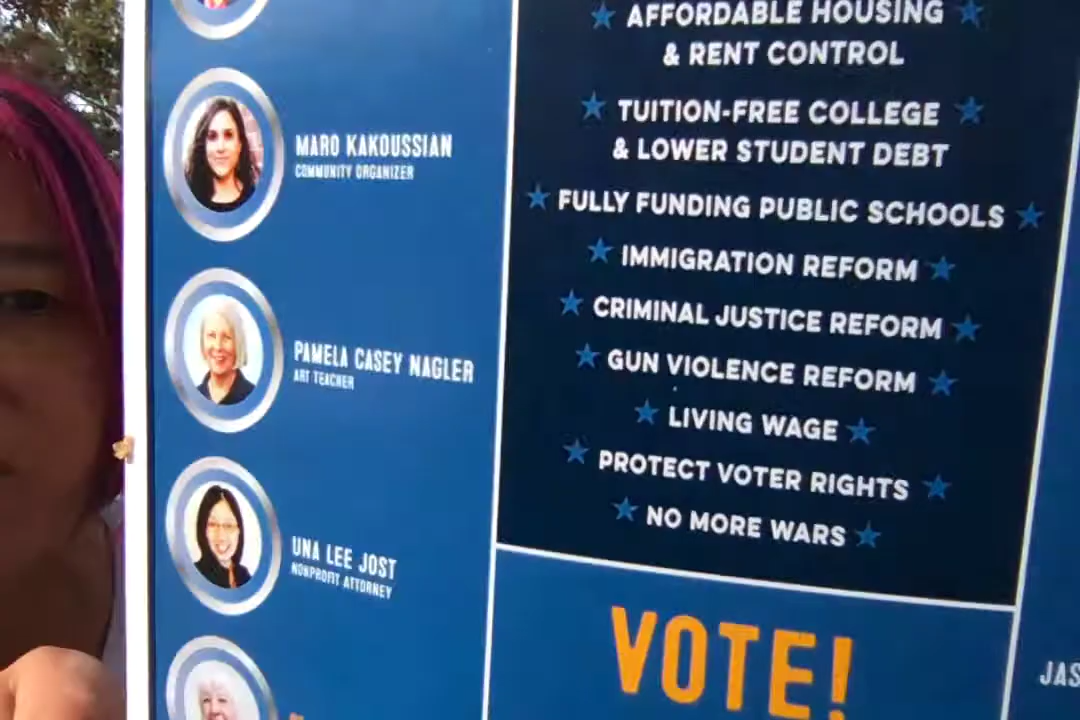 MARO KAKOUSSIAN
COMMUNITY ORGANIZER
PAMELA CASEY NAGLER
ART TEACHER
UNA LEE JOST
NONPROFIT ATTORNEY
AFFORDABLE HOUSING
& RENT CONTROL
TUITION-FREE COLLEGE
& LOWER STUDENT DEBT
FULLY FUNDING PUBLIC SCHOOLS
IMMIGRATION REFORM
CRIMINAL JUSTICE REFORM
GUN VIOLENCE REFORM
LIVING WAGE
PROTECT VOTER RIGHTS
NO MORE WARS
VOTE!
JAS